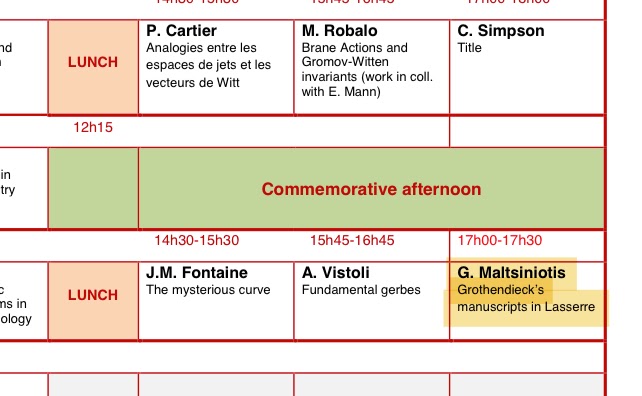 14h30-15h30
15h45-16h45
17h00-18h00
nd
LUNCH
P. Cartier
Analogies entre les
espaces de jets et les
vecteurs de Witt
M. Robalo
Brane Actions and
Gromov-Witten
invariants (work in coll.
with E. Mann)
C. Simpson
Title
12h15
in
try
Commemorative afternoon
14h30-15h30
15h45-16h45
17h00-17h30
c
ms in
ology
LUNCH
J.M. Fontaine
The mysterious curve
A. Vistoli
Fundamental gerbes
G. Maltsiniotis
Grothendieck's
manuscripts in Lasserre